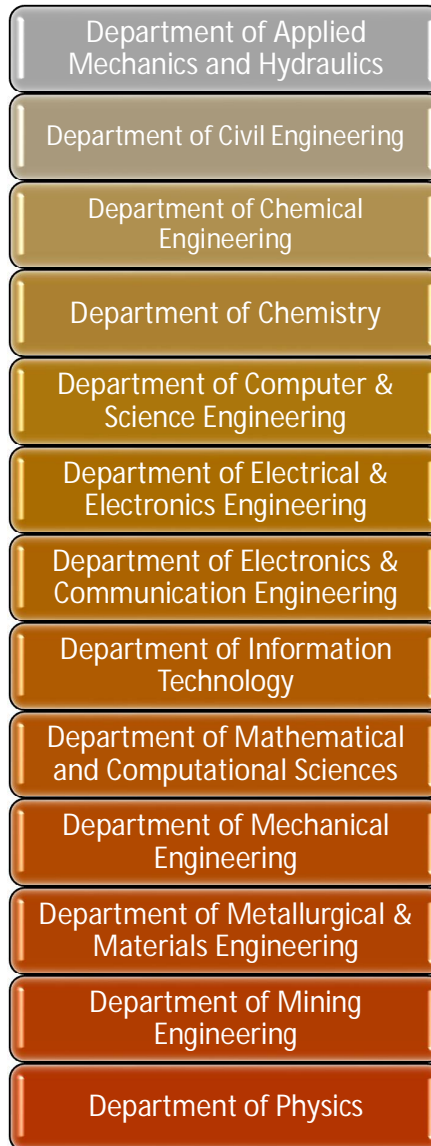 Department of Applied
Mechanics and Hydraulics
Department of Civil Engineering
Department of Chemical
Engineering
Department of Chemistry
Department of Computer &
Science Engineering
Department of Electrical &
Electronics Engineering
Department of Electronics &
Communication Engineering
Department of Information
Technology
Department of Mathematical
and Computational Sciences
Department of Mechanical
Engineering
Department of Metallurgical &
Materials Engineering
Department of Mining
Engineering
Department of Physics